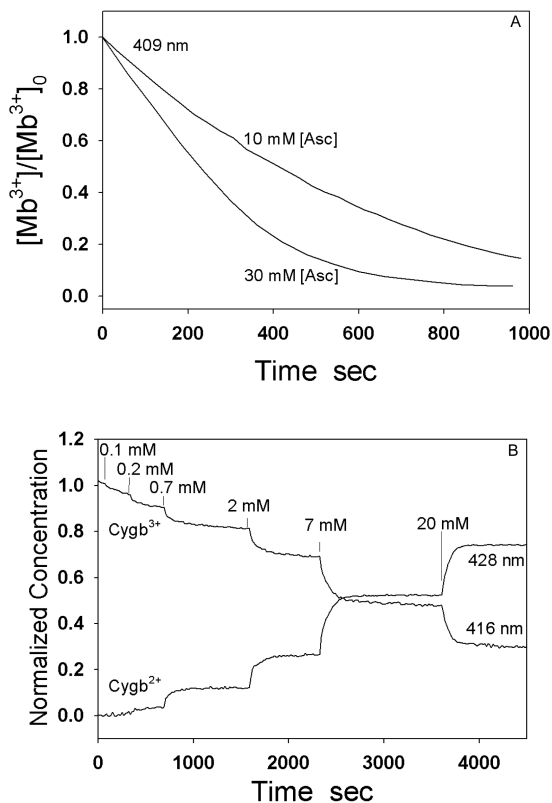 A
409 nm
[Mb³⁺]/[Mb³⁺]₀
1.0
0.8
0.6
0.4
0.2
0.0
10 mM [Asc]
30 mM [Asc]
0 200 400 600 800 1000
Time sec
B
Normalized Concentration
1.2
1.0
0.8
0.6
0.4
0.2
0.0
0.1 mM
0.2 mM
0.7 mM
2 mM
7 mM
20 mM
Cygb³⁺
428 nm
416 nm
Cygb²⁺
0 1000 2000 3000 4000
Time sec